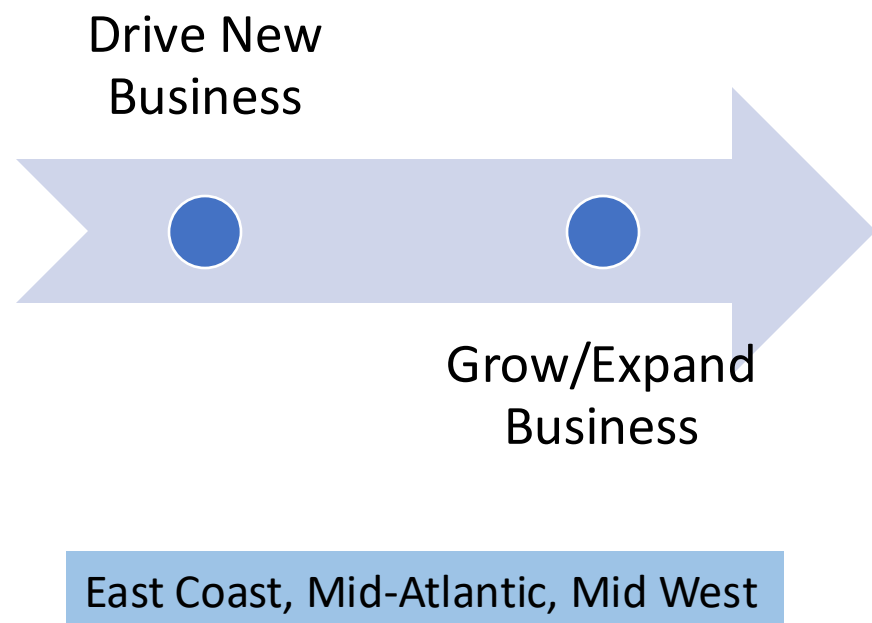 Drive New
Business
Grow/Expand
Business
East Coast, Mid-Atlantic, Mid West